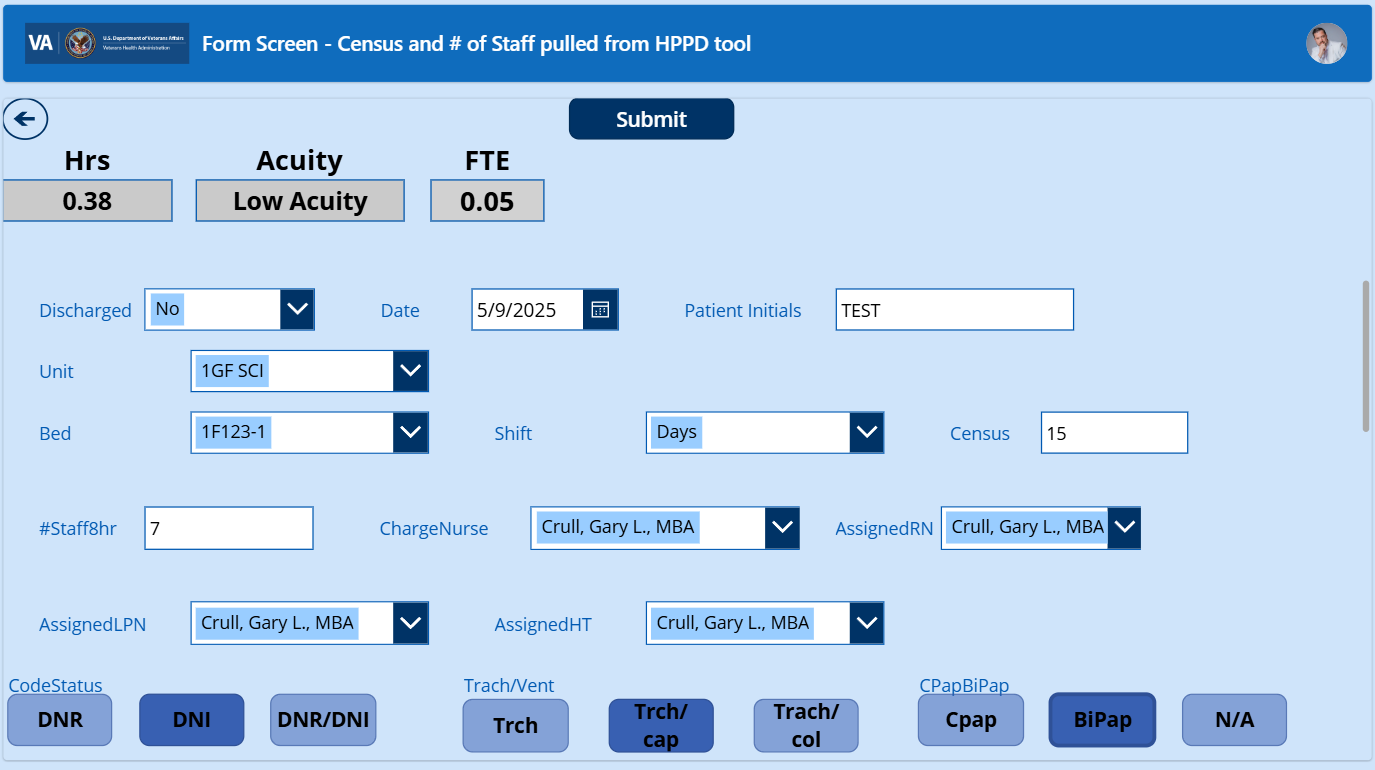 VA
U.S. Department of Veterans Affairs
Veterans Health Administration
Form Screen - Census and # of Staff pulled from HPPD tool
Submit
Hrs Acuity FTE
0.38 Low Acuity 0.05
Discharged No Date 5/9/2025 Patient Initials TEST
Unit 1GF SCI
Bed 1F123-1 Shift Days Census 15
#Staff8hr 7 ChargeNurse Crull, Gary L., MBA AssignedRN Crull, Gary L., MBA
AssignedLPN Crull, Gary L., MBA AssignedHT Crull, Gary L., MBA
CodeStatus Trach/Vent CPapBiPap
DNR DNI DNR/DNI Trch Trch/ Trach/ Cpap BiPap N/A
cap col